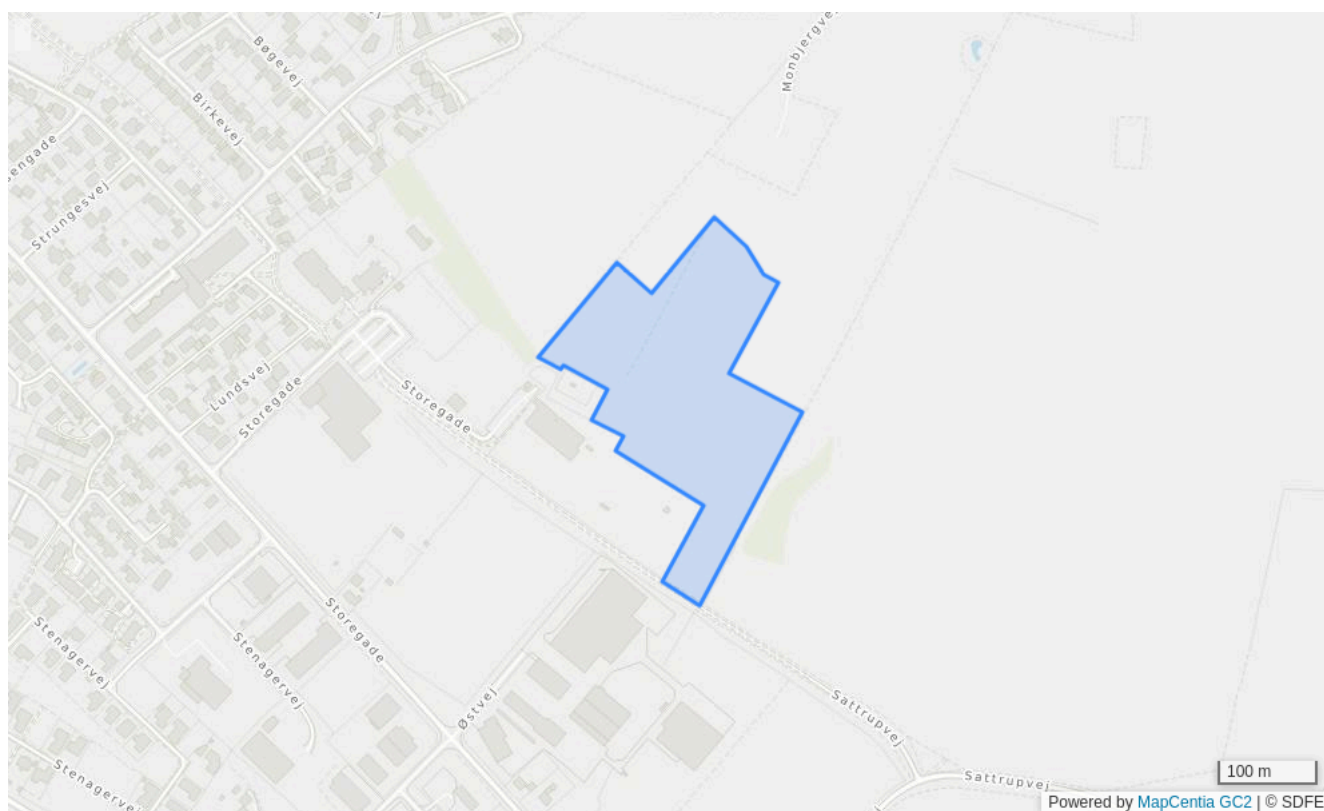 Bøgevej
Monbjergvej
Birkevej
Strungesvej
Lundsvej
Storegade
Storegade
Storegade
Stenagervej
Stenagervej
Østvej
Sattrupvej
Stenagervej
Sattrupvej
100 m
Powered by MapCentia GC2 | © SDFE